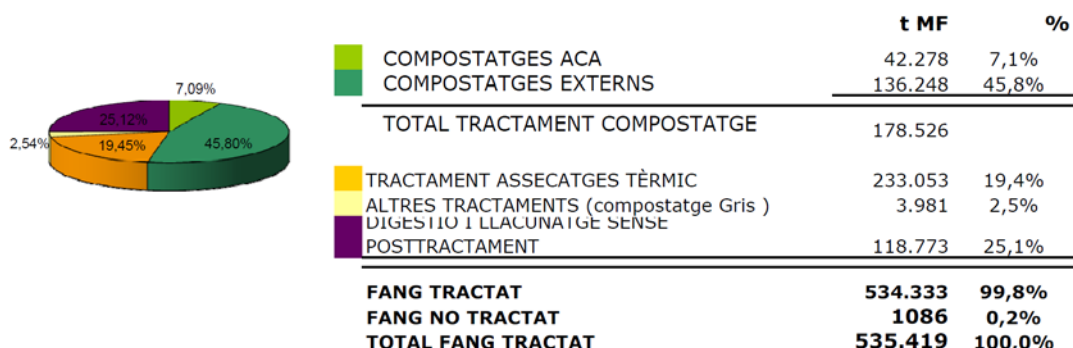 t MF %
COMPOSTATGES ACA 42.278 7,1%
COMPOSTATGES EXTERNS 136.248 45,8%
TOTAL TRACTAMENT COMPOSTATGE 178.526
TRACTAMENT ASSECATGES TÈRMIC 233.053 19,4%
ALTRES TRACTAMENTS (compostatge Gris ) 3.981 2,5%
DIGESTIO I LLACUNATGE SENSE
POSTTRACTAMENT 118.773 25,1%
FANG TRACTAT 534.333 99,8%
FANG NO TRACTAT 1086 0,2%
TOTAL FANG TRACTAT 535.419 100,0%
7,09%
25,12%
2,54%
19,45%
45,80%